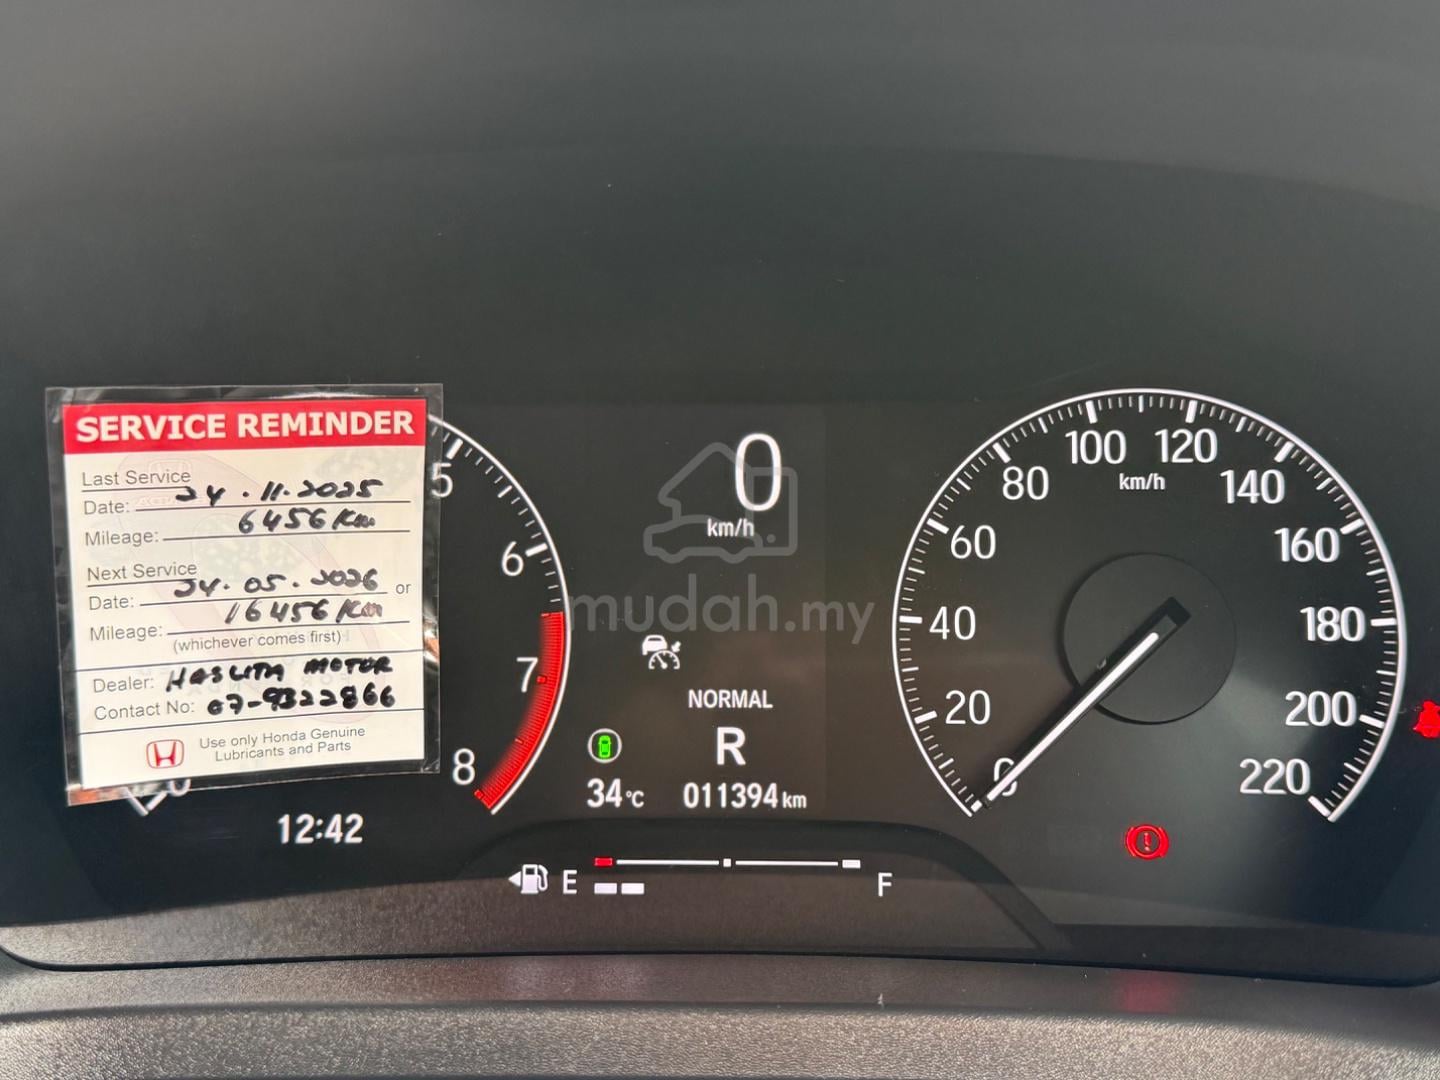 SERVICE REMINDER
Last Service
Date: 24.11.2025
Mileage: 6456 Km
Next Service
Date: 24.05.2026 or
Mileage: 16456 Km
(whichever comes first)
Dealer: HASLITA MOTOR
Contact No: 07-9322866
Use only Honda Genuine
Lubricants and Parts
5
6
7
8
12:42
0
km/h
mudah.my
NORMAL
R
34°C
011394 km
E
F
0
20
40
60
80
100
120
140
160
180
200
220
km/h